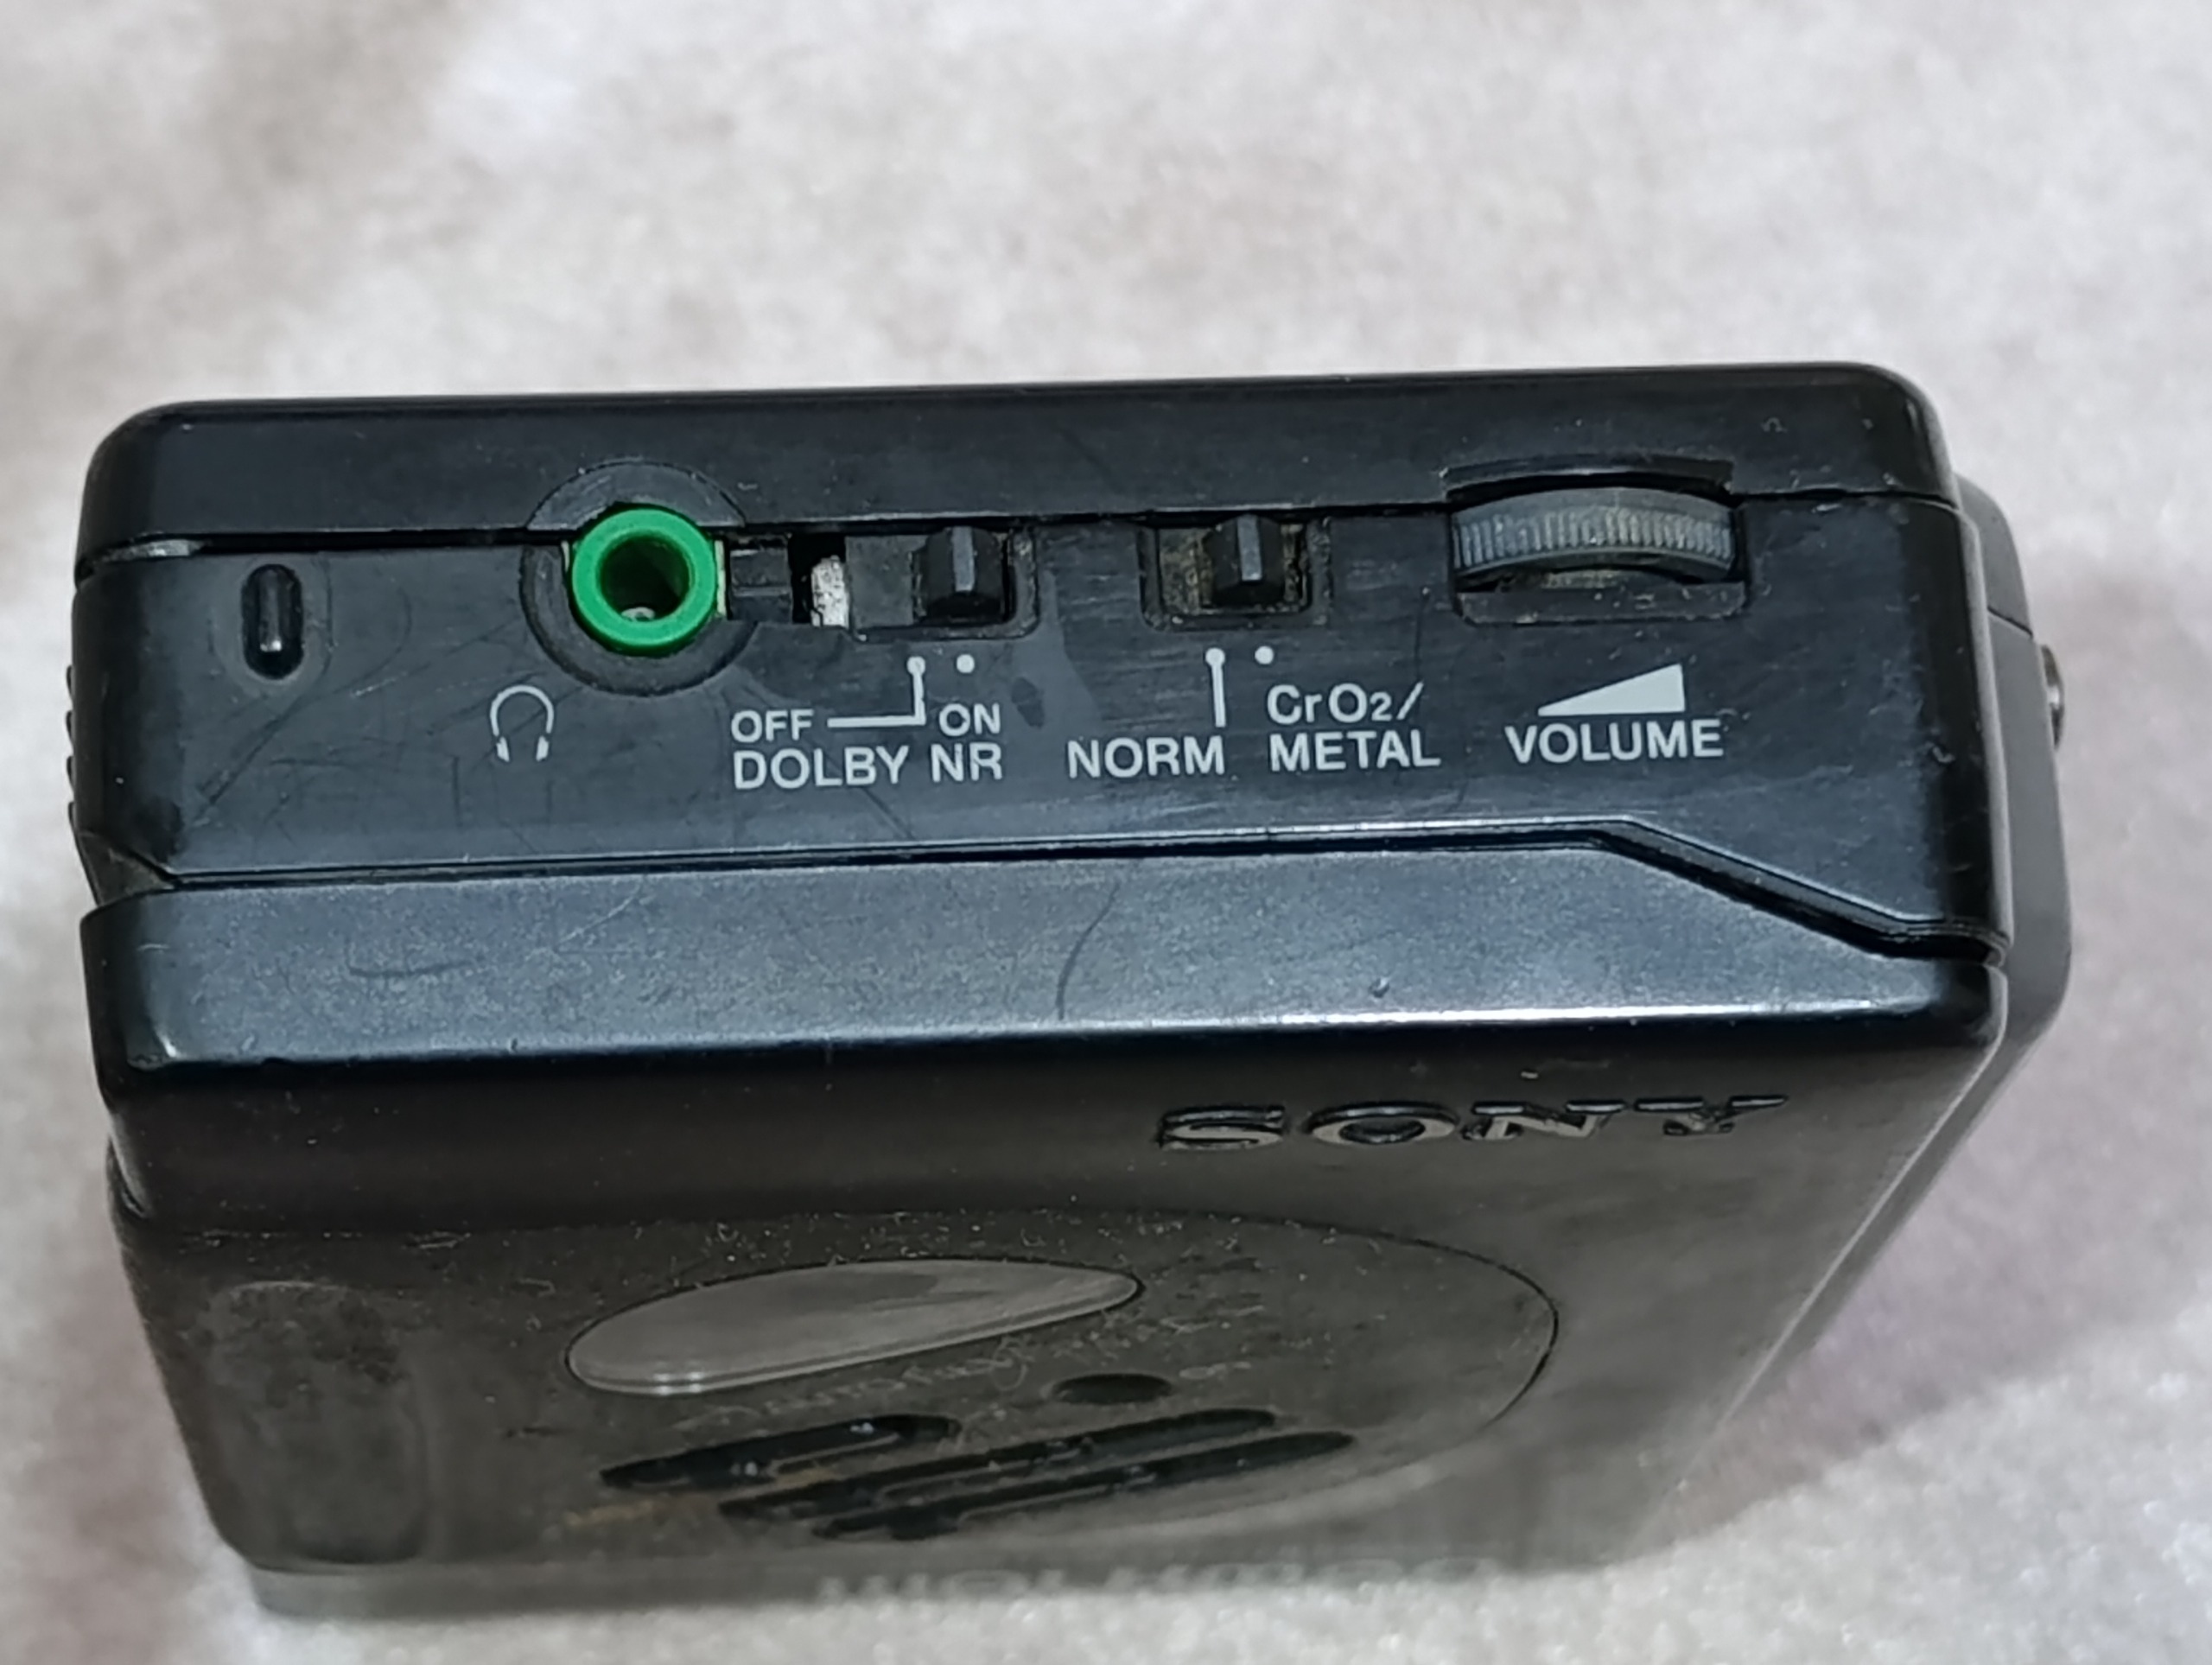 OFF ON
DOLBY NR
NORM CrO2/
METAL
VOLUME
SONY